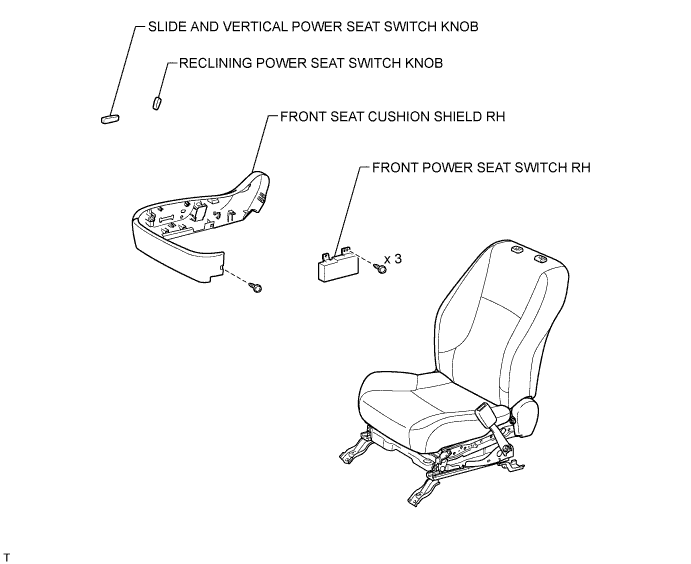 SLIDE AND VERTICAL POWER SEAT SWITCH KNOB
RECLINING POWER SEAT SWITCH KNOB
FRONT SEAT CUSHION SHIELD RH
FRONT POWER SEAT SWITCH RH
x 3
T